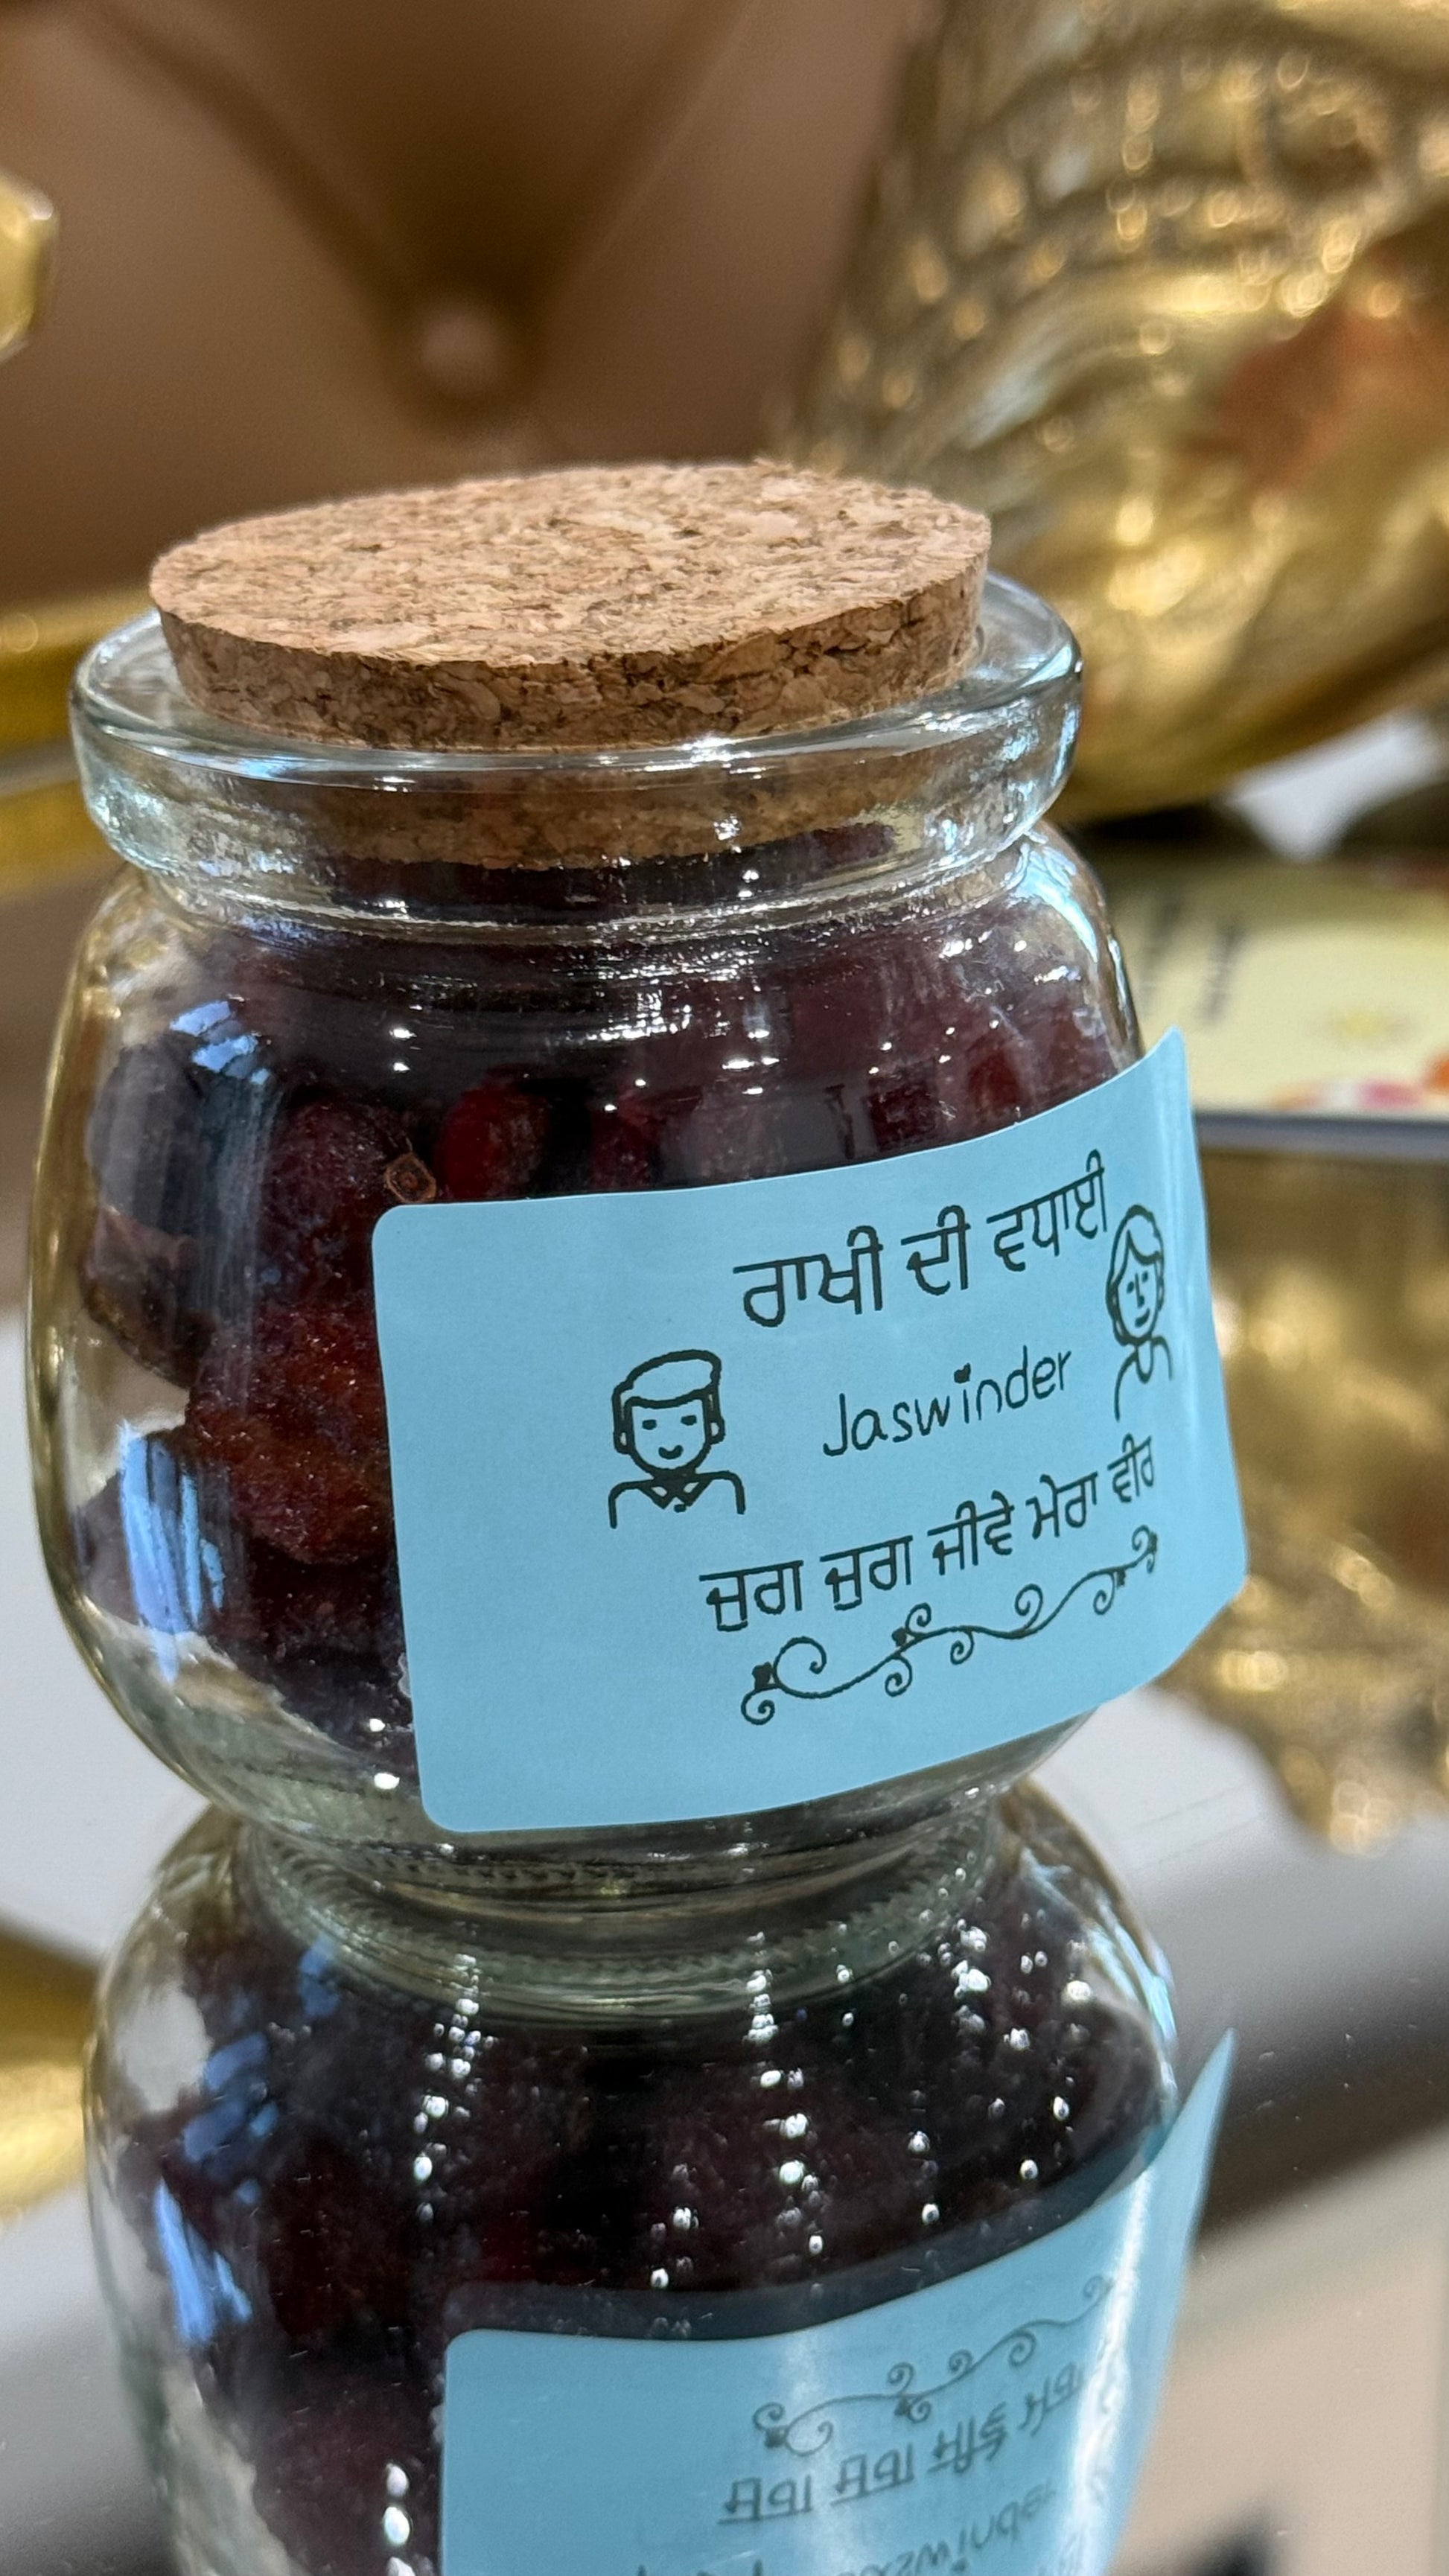 ਰਾਖੀ ਦੀ ਵਧਾਈ
Jaswinder
ਜੁਗ ਜੁਗ ਜੀਵੇ ਮੇਰਾ ਵੀਰ